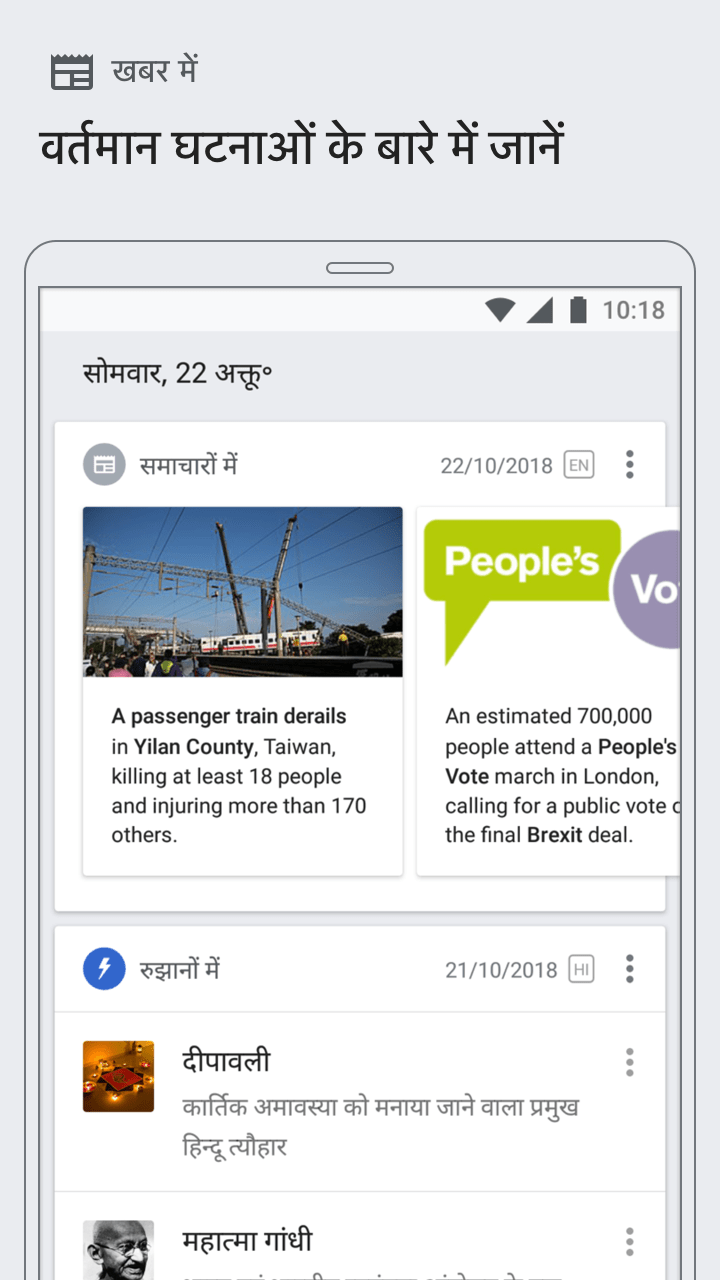 खबर में
वर्तमान घटनाओं के बारे में जानें
10:18
सोमवार, 22 अक्तू॰
समाचारों में
22/10/2018 EN
People's
Vo
A passenger train derails
in Yilan County, Taiwan,
killing at least 18 people
and injuring more than 170
others.
An estimated 700,000
people attend a People's
Vote march in London,
calling for a public vote
the final Brexit deal.
रुझानों में
21/10/2018 HI
दीपावली
कार्तिक अमावस्या को मनाया जाने वाला प्रमुख
हिन्दू त्यौहार
महात्मा गांधी